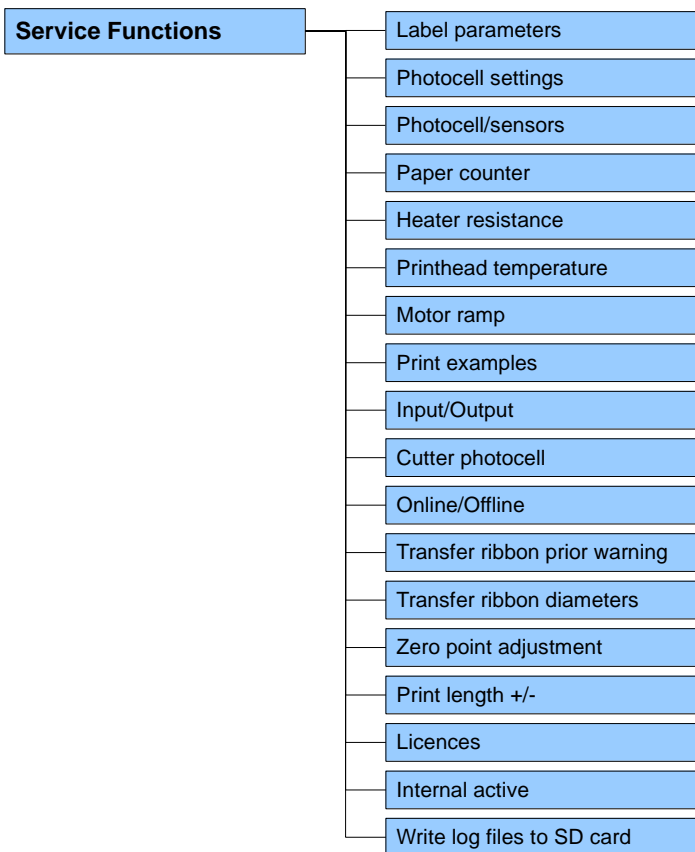 Service Functions
Label parameters
Photocell settings
Photocell/sensors
Paper counter
Heater resistance
Printhead temperature
Motor ramp
Print examples
Input/Output
Cutter photocell
Online/Offline
Transfer ribbon prior warning
Transfer ribbon diameters
Zero point adjustment
Print length +/-
Licences
Internal active
Write log files to SD card